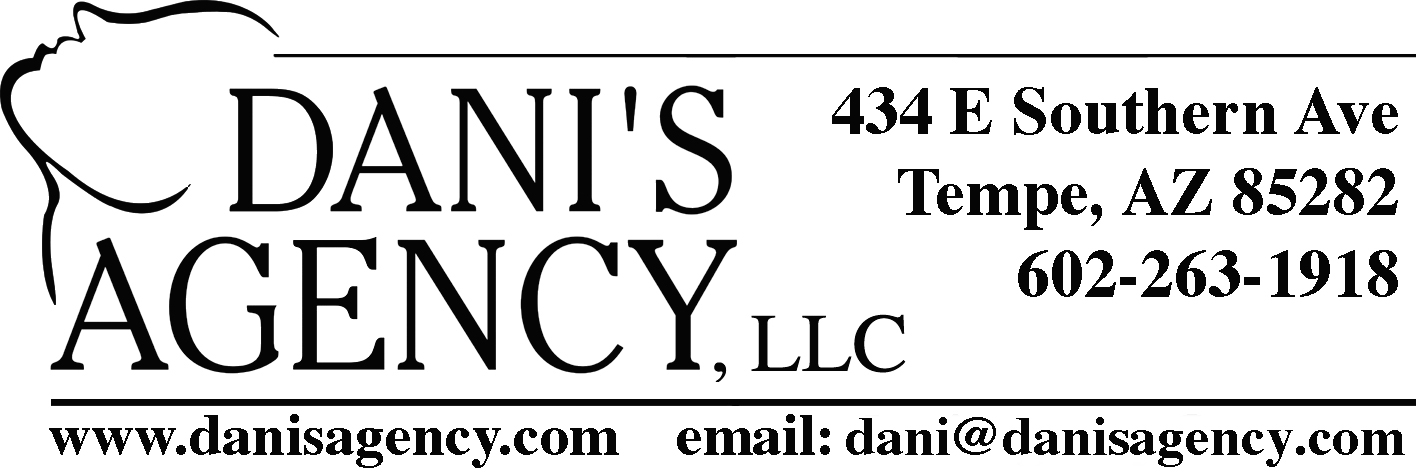 DANI'S
AGENCY, LLC
434 E Southern Ave
Tempe, AZ 85282
602-263-1918
www.danisagency.com email: dani@danisagency.com